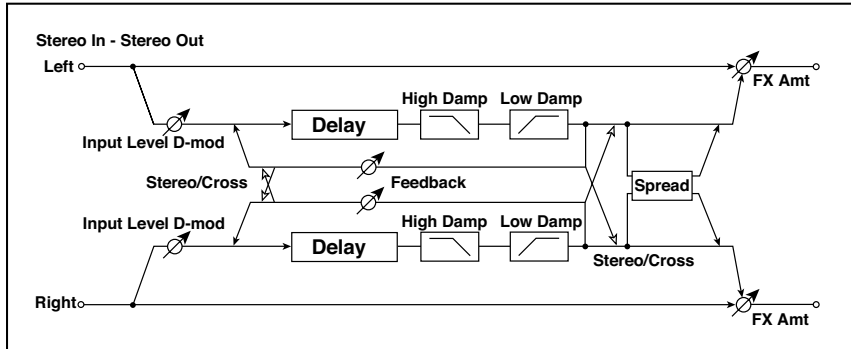 Stereo In - Stereo Out
Left
FX Amt
High Damp
Low Damp
Delay
Input Level D-mod
Stereo/Cross
Feedback
Spread
Input Level D-mod
High Damp
Low Damp
Delay
Stereo/Cross
Right
FX Amt